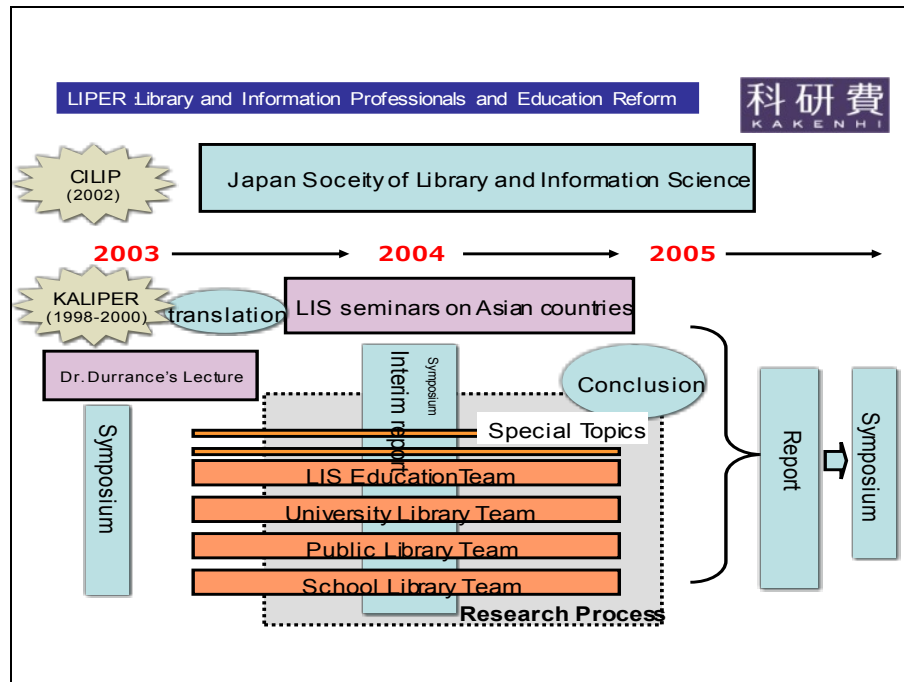 LIPER :Library and Information Professionals and Education Reform
科研費
KAKENHI
CILIP
(2002)
Japan Soceity of Library and Information Science
2003
2004
2005
KALIPER
(1998-2000)
translation
LIS seminars on Asian countries
Dr. Durrance's Lecture
Symposium
Symposium
Interim report
Conclusion
Special Topics
LIS Education Team
University Library Team
Public Library Team
School Library Team
Research Process
Report
Symposium